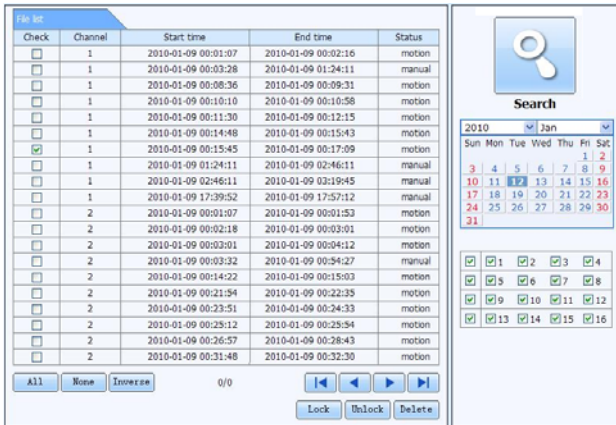 File list
Check Channel Start time End time Status
1 2010-01-09 00:01:07 2010-01-09 00:02:16 motion
1 2010-01-09 00:03:28 2010-01-09 01:24:11 manual
1 2010-01-09 00:08:36 2010-01-09 00:09:31 motion
1 2010-01-09 00:10:10 2010-01-09 00:10:58 motion
1 2010-01-09 00:11:30 2010-01-09 00:12:15 motion
1 2010-01-09 00:14:48 2010-01-09 00:15:43 motion
1 2010-01-09 00:15:45 2010-01-09 00:17:09 motion
1 2010-01-09 01:24:11 2010-01-09 02:46:11 manual
1 2010-01-09 02:46:11 2010-01-09 03:19:45 manual
1 2010-01-09 17:39:52 2010-01-09 17:57:12 manual
2 2010-01-09 00:01:07 2010-01-09 00:01:53 motion
2 2010-01-09 00:02:18 2010-01-09 00:03:01 motion
2 2010-01-09 00:03:01 2010-01-09 00:04:12 motion
2 2010-01-09 00:03:32 2010-01-09 00:54:27 manual
2 2010-01-09 00:14:22 2010-01-09 00:15:03 motion
2 2010-01-09 00:21:54 2010-01-09 00:22:35 motion
2 2010-01-09 00:23:51 2010-01-09 00:24:33 motion
2 2010-01-09 00:25:12 2010-01-09 00:25:54 motion
2 2010-01-09 00:26:57 2010-01-09 00:28:43 motion
2 2010-01-09 00:31:48 2010-01-09 00:32:30 motion
All None Inverse 0/0
Lock Unlock Delete
Search
2010 Jan
Sun Mon Tue Wed Thu Fri Sat
1 2
3 4 5 6 7 8 9
10 11 12 13 14 15 16
17 18 19 20 21 22 23
24 25 26 27 28 29 30
31
1 2 3 4
5 6 7 8
9 10 11 12
13 14 15 16